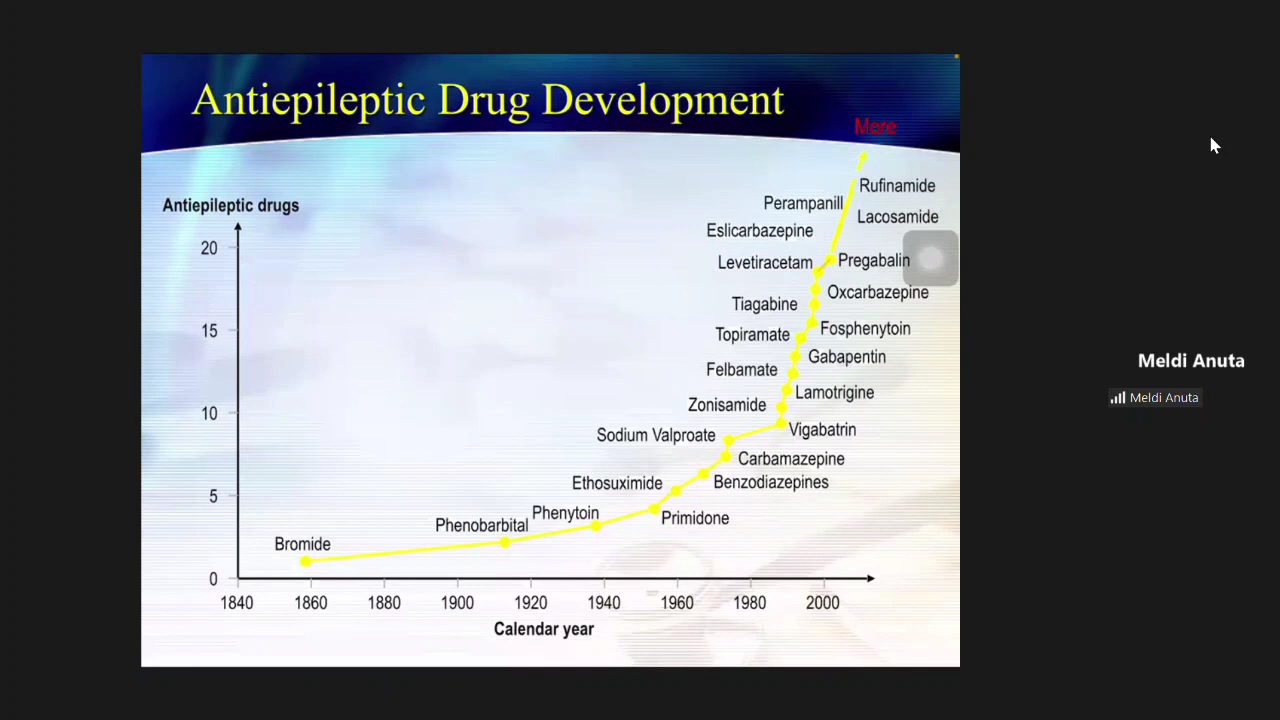 Antiepileptic Drug Development
More
Rufinamide
Antiepileptic drugs
Perampanill
Lacosamide
Eslicarbazepine
20
Levetiracetam
Pregabalin
Oxcarbazepine
Tiagabine
15
Topiramate
Fosphenytoin
Gabapentin
Felbamate
Lamotrigine
Zonisamide
10
Vigabatrin
Sodium Valproate
Carbamazepine
Ethosuximide
Benzodiazepines
5
Phenytoin
Primidone
Phenobarbital
Bromide
0
1840 1860 1880 1900 1920 1940 1960 1980 2000
Calendar year
Meldi Anuta
Meldi Anuta